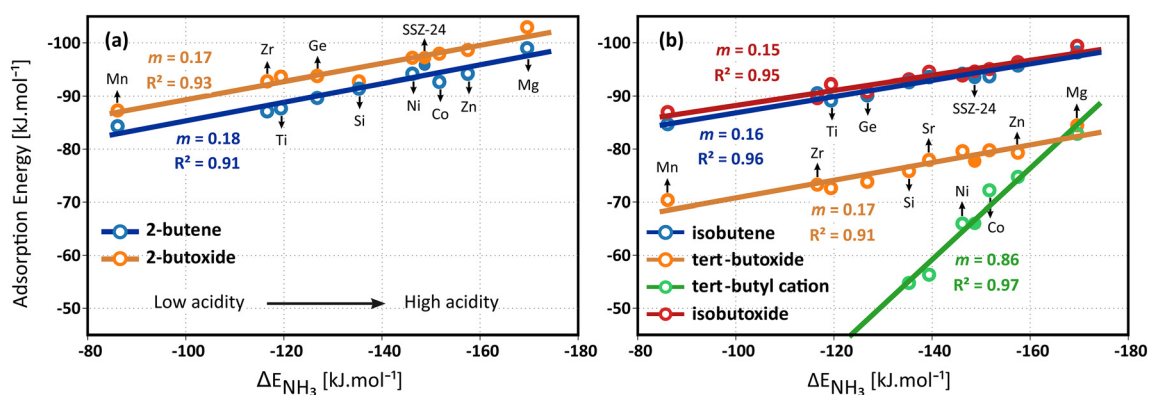 (a)
m = 0.17
R² = 0.93
Mn
Zr
Ge
SSZ-24
Ti
Si
Ni
Co
Zn
Mg
m = 0.18
R² = 0.91
2-butene
2-butoxide
Low acidity
High acidity
-100
-90
-80
-70
-60
-50
Adsorption Energy [kJ.mol⁻¹]
-80
-100
-120
-140
-160
-180
ΔE_NH₃ [kJ.mol⁻¹]
(b)
m = 0.15
R² = 0.95
m = 0.16
R² = 0.96
Ti
Ge
SSZ-24
Mg
Mn
Zr
Sr
Zn
Si
Ni
Co
m = 0.17
R² = 0.91
m = 0.86
R² = 0.97
isobutene
tert-butoxide
tert-butyl cation
isobutoxide
-100
-90
-80
-70
-60
-50
-80
-100
-120
-140
-160
-180
ΔE_NH₃ [kJ.mol⁻¹]